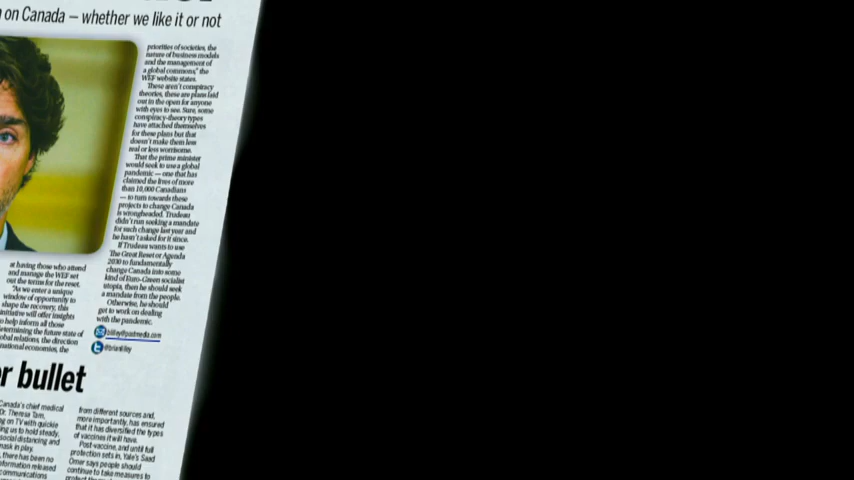 on Canada — whether we like it or not
priorities of societies, the
nature of business models
and the management of
a global commons," the
WEF website states.
These aren't conspiracy
theories, these are plans laid
out in the open for anyone
with eyes to see. Sure, some
conspiracy-theory types
have attached themselves
for these plans but that
doesn't make them less
real or less worrisome.
That the prime minister
would seek to use a global
pandemic — one that has
claimed the lives of more
than 10,000 Canadians
— to turn towards these
projects to change Canada
is wrongheaded. Trudeau
didn't run seeking a mandate
for such change last year and
he hasn't asked for it since.
If Trudeau wants to use
The Great Reset or Agenda
2030 to fundamentally
change Canada into some
kind of Euro-Green socialist
utopia, then he should seek
a mandate from the people.
Otherwise, he should
get to work on dealing
with the pandemic.
blilley@postmedia.com
@brianlilley
at having those who attend
and manage the WEF set
out the terms for the reset.
"As we enter a unique
window of opportunity to
shape the recovery, this
initiative will offer insights
to help inform all those
determining the future state of
global relations, the direction
national economies, the
r bullet
Canada's chief medical
Dr. Theresa Tam,
g on TV with quickie
ng us to hold steady,
social distancing and
mask in play.
, there has been no
formation released
communications
from different sources and,
more importantly, has ensured
that it has diversified the types
of vaccines it will have.
Post-vaccine, and until full
protection sets in, Yale's Saad
Omer says people should
continue to take measures to